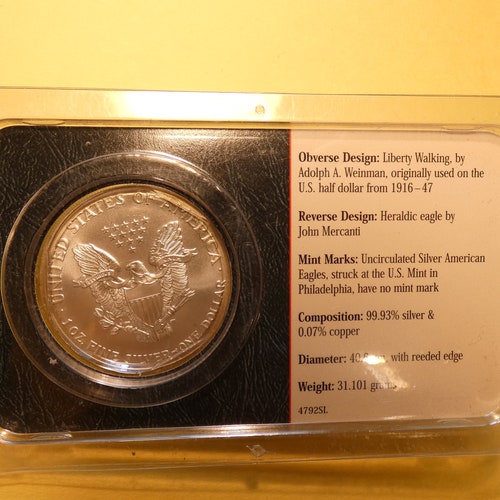 UNITED STATES OF AMERICA
1 OZ. FINE SILVER~ONE DOLLAR
Obverse Design: Liberty Walking, by
Adolph A. Weinman, originally used on the
U.S. half dollar from 1916–47
Reverse Design: Heraldic eagle by
John Mercanti
Mint Marks: Uncirculated Silver American
Eagles, struck at the U.S. Mint in
Philadelphia, have no mint mark
Composition: 99.93% silver &
0.07% copper
Diameter: with reeded edge
Weight: 31.101
4792SL